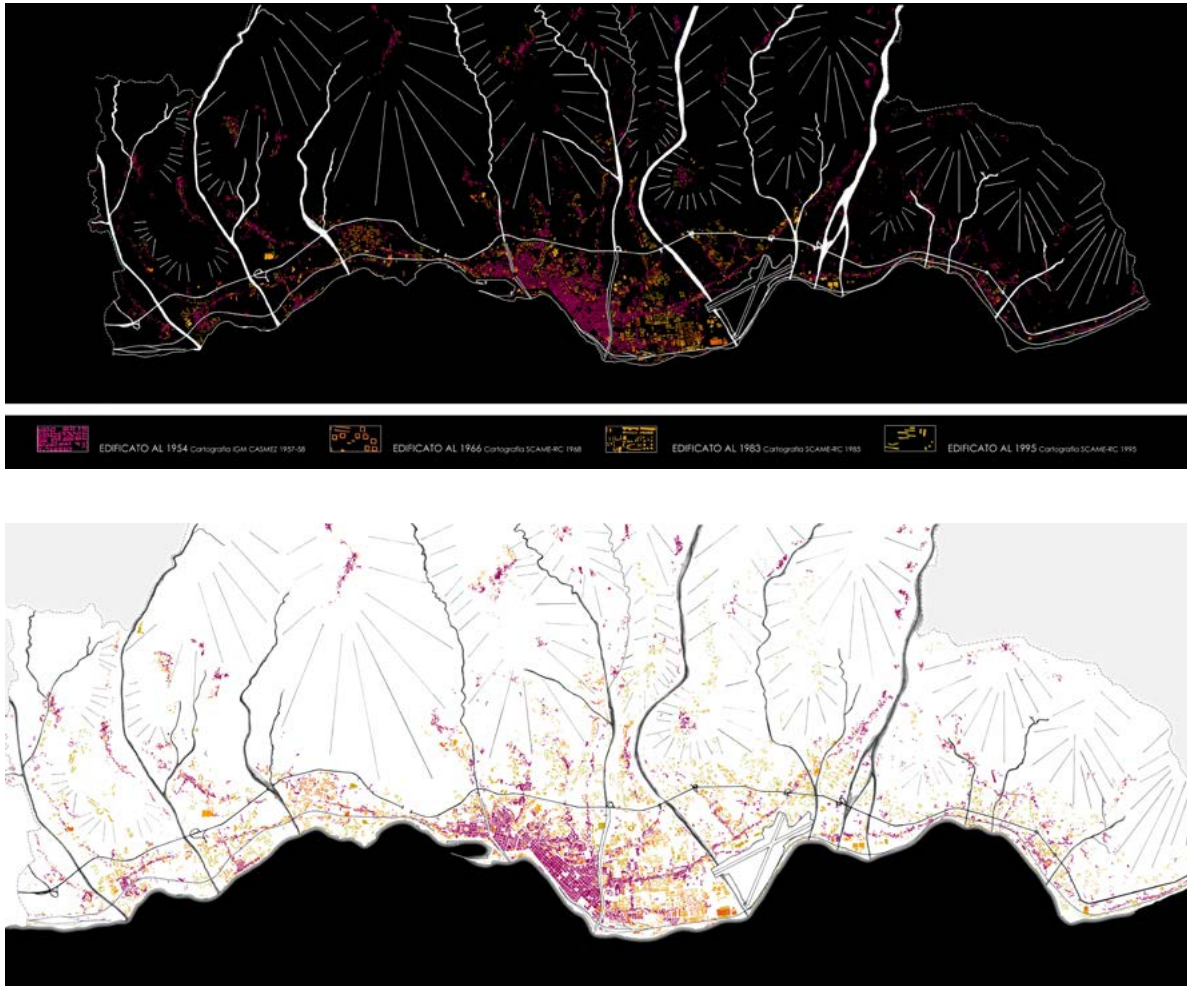 EDIFICATO AL 1954 Cartografia IGM CASMEZ 1957-58
EDIFICATO AL 1966 Cartografia SCAME-RC 1968
EDIFICATO AL 1983 Cartografia SCAME-RC 1985
EDIFICATO AL 1995 Cartografia SCAME-RC 1995